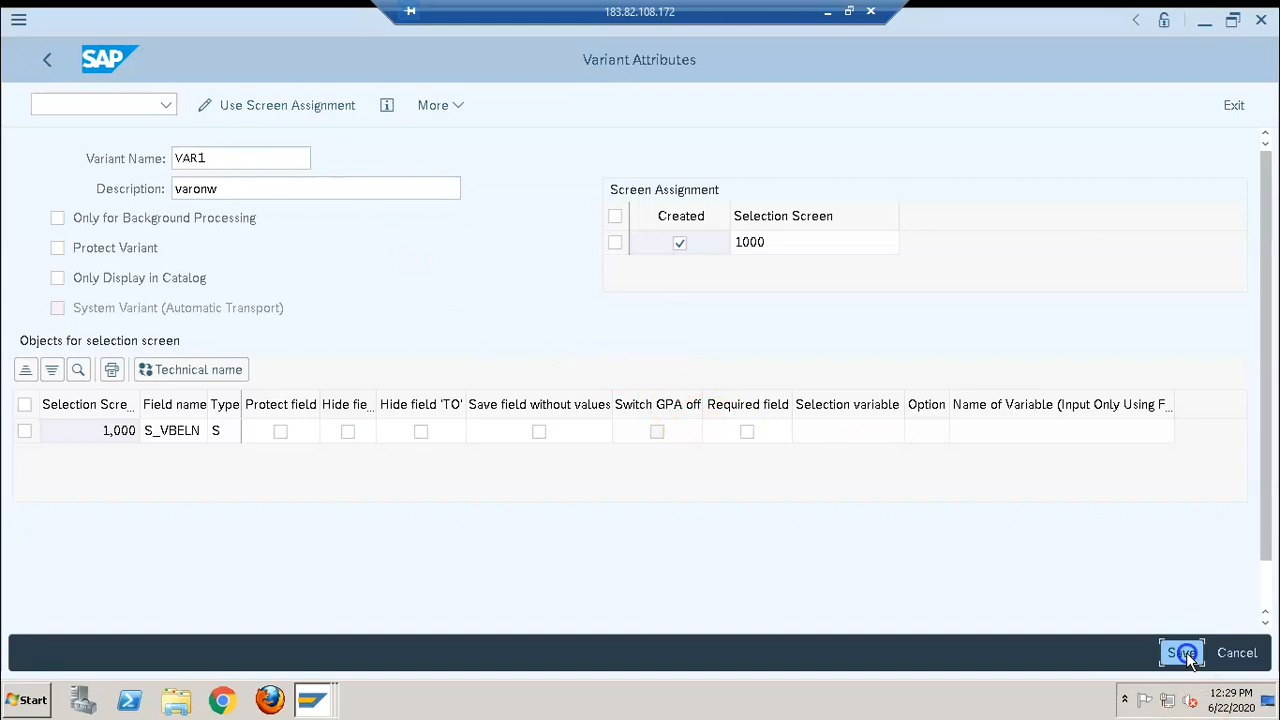 183.82.108.172
SAP
Variant Attributes
Use Screen Assignment
More
Exit
Variant Name: VAR1
Description: varonw
Only for Background Processing
Protect Variant
Only Display in Catalog
System Variant (Automatic Transport)
Screen Assignment
Created Selection Screen
1000
Objects for selection screen
Technical name
Selection Scre... Field name Type Protect field Hide fie... Hide field 'TO' Save field without values Switch GPA off Required field Selection variable Option Name of Variable (Input Only Using F...
1,000 S_VBELN S
Save Cancel
Start
12:29 PM
6/22/2020